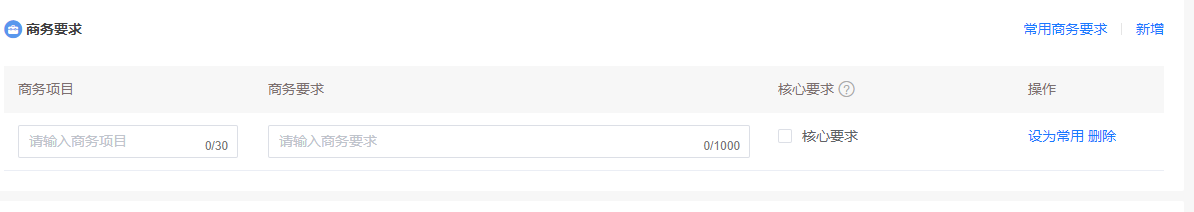 商务要求 常用商务要求 新增
商务项目 商务要求 核心要求 ? 操作
请输入商务项目 0/30 请输入商务要求 0/1000 核心要求 设为常用 删除